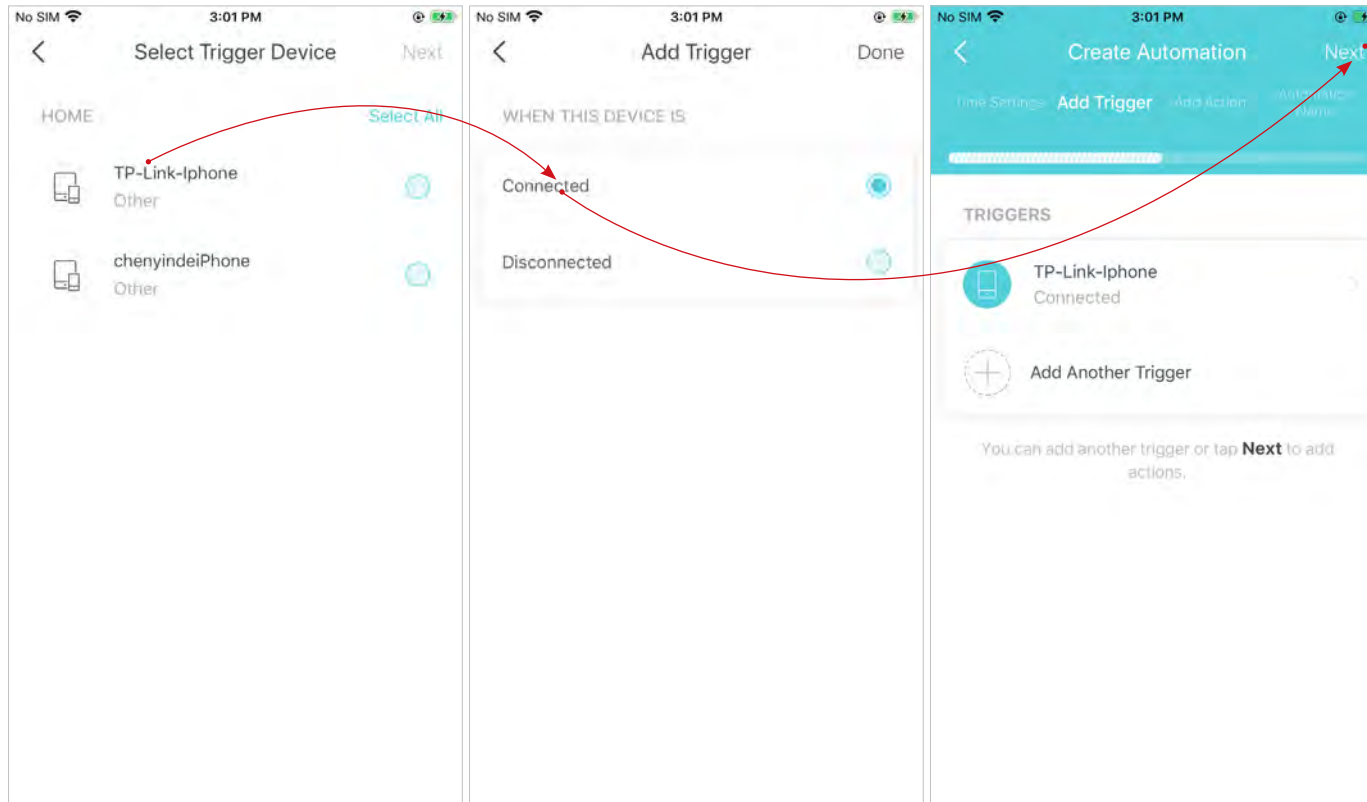 No SIM 3:01 PM
Select Trigger Device Next
HOME Select All
TP-Link-Iphone
Other
chenyindeiPhone
Other
No SIM 3:01 PM
Add Trigger Done
WHEN THIS DEVICE IS
Connected
Disconnected
No SIM 3:01 PM
Create Automation Next
Time Settings Add Trigger Add Action Automation
Name
TRIGGERS
TP-Link-Iphone
Connected
Add Another Trigger
You can add another trigger or tap Next to add
actions.